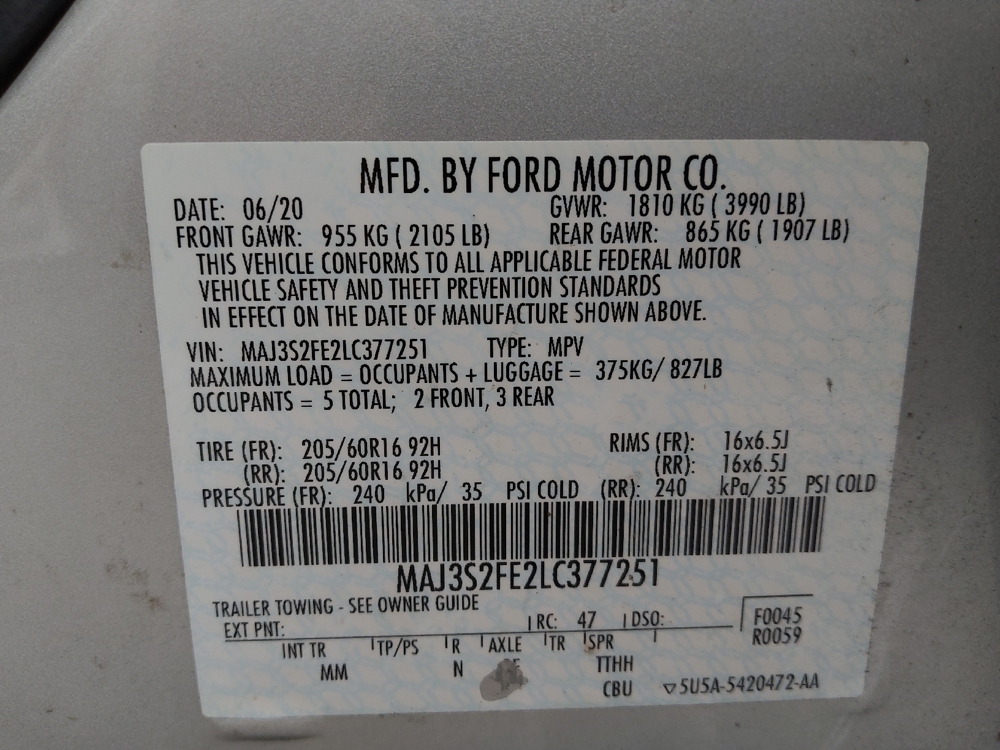 MFD. BY FORD MOTOR CO.
DATE: 06/20 GVWR: 1810 KG ( 3990 LB)
FRONT GAWR: 955 KG ( 2105 LB) REAR GAWR: 865 KG ( 1907 LB)
THIS VEHICLE CONFORMS TO ALL APPLICABLE FEDERAL MOTOR
VEHICLE SAFETY AND THEFT PREVENTION STANDARDS
IN EFFECT ON THE DATE OF MANUFACTURE SHOWN ABOVE.
VIN: MAJ3S2FE2LC377251 TYPE: MPV
MAXIMUM LOAD = OCCUPANTS + LUGGAGE = 375KG/ 827LB
OCCUPANTS = 5 TOTAL; 2 FRONT, 3 REAR
TIRE (FR): 205/60R16 92H RIMS (FR): 16x6.5J
(RR): 205/60R16 92H (RR): 16x6.5J
PRESSURE (FR): 240 kPa/ 35 PSI COLD (RR): 240 kPa/ 35 PSI COLD
MAJ3S2FE2LC377251
TRAILER TOWING - SEE OWNER GUIDE
EXT PNT: RC: 47 DSO: F0045
INT TR TP/PS R AXLE TR SPR R0059
MM N TTHH
CBU ▽5U5A-5420472-AA